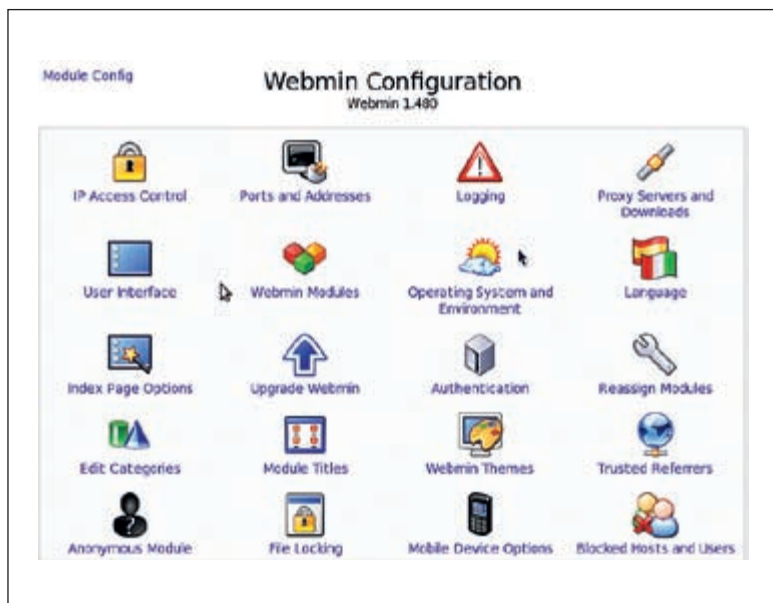 Module Config
Webmin Configuration
Webmin 1.480
IP Access Control
Ports and Addresses
Logging
Proxy Servers and
Downloads
User Interface
Webmin Modules
Operating System and
Environment
Language
Index Page Options
Upgrade Webmin
Authentication
Reassign Modules
Edit Categories
Module Titles
Webmin Themes
Trusted Referrers
Anonymous Module
File Locking
Mobile Device Options
Blocked Hosts and Users